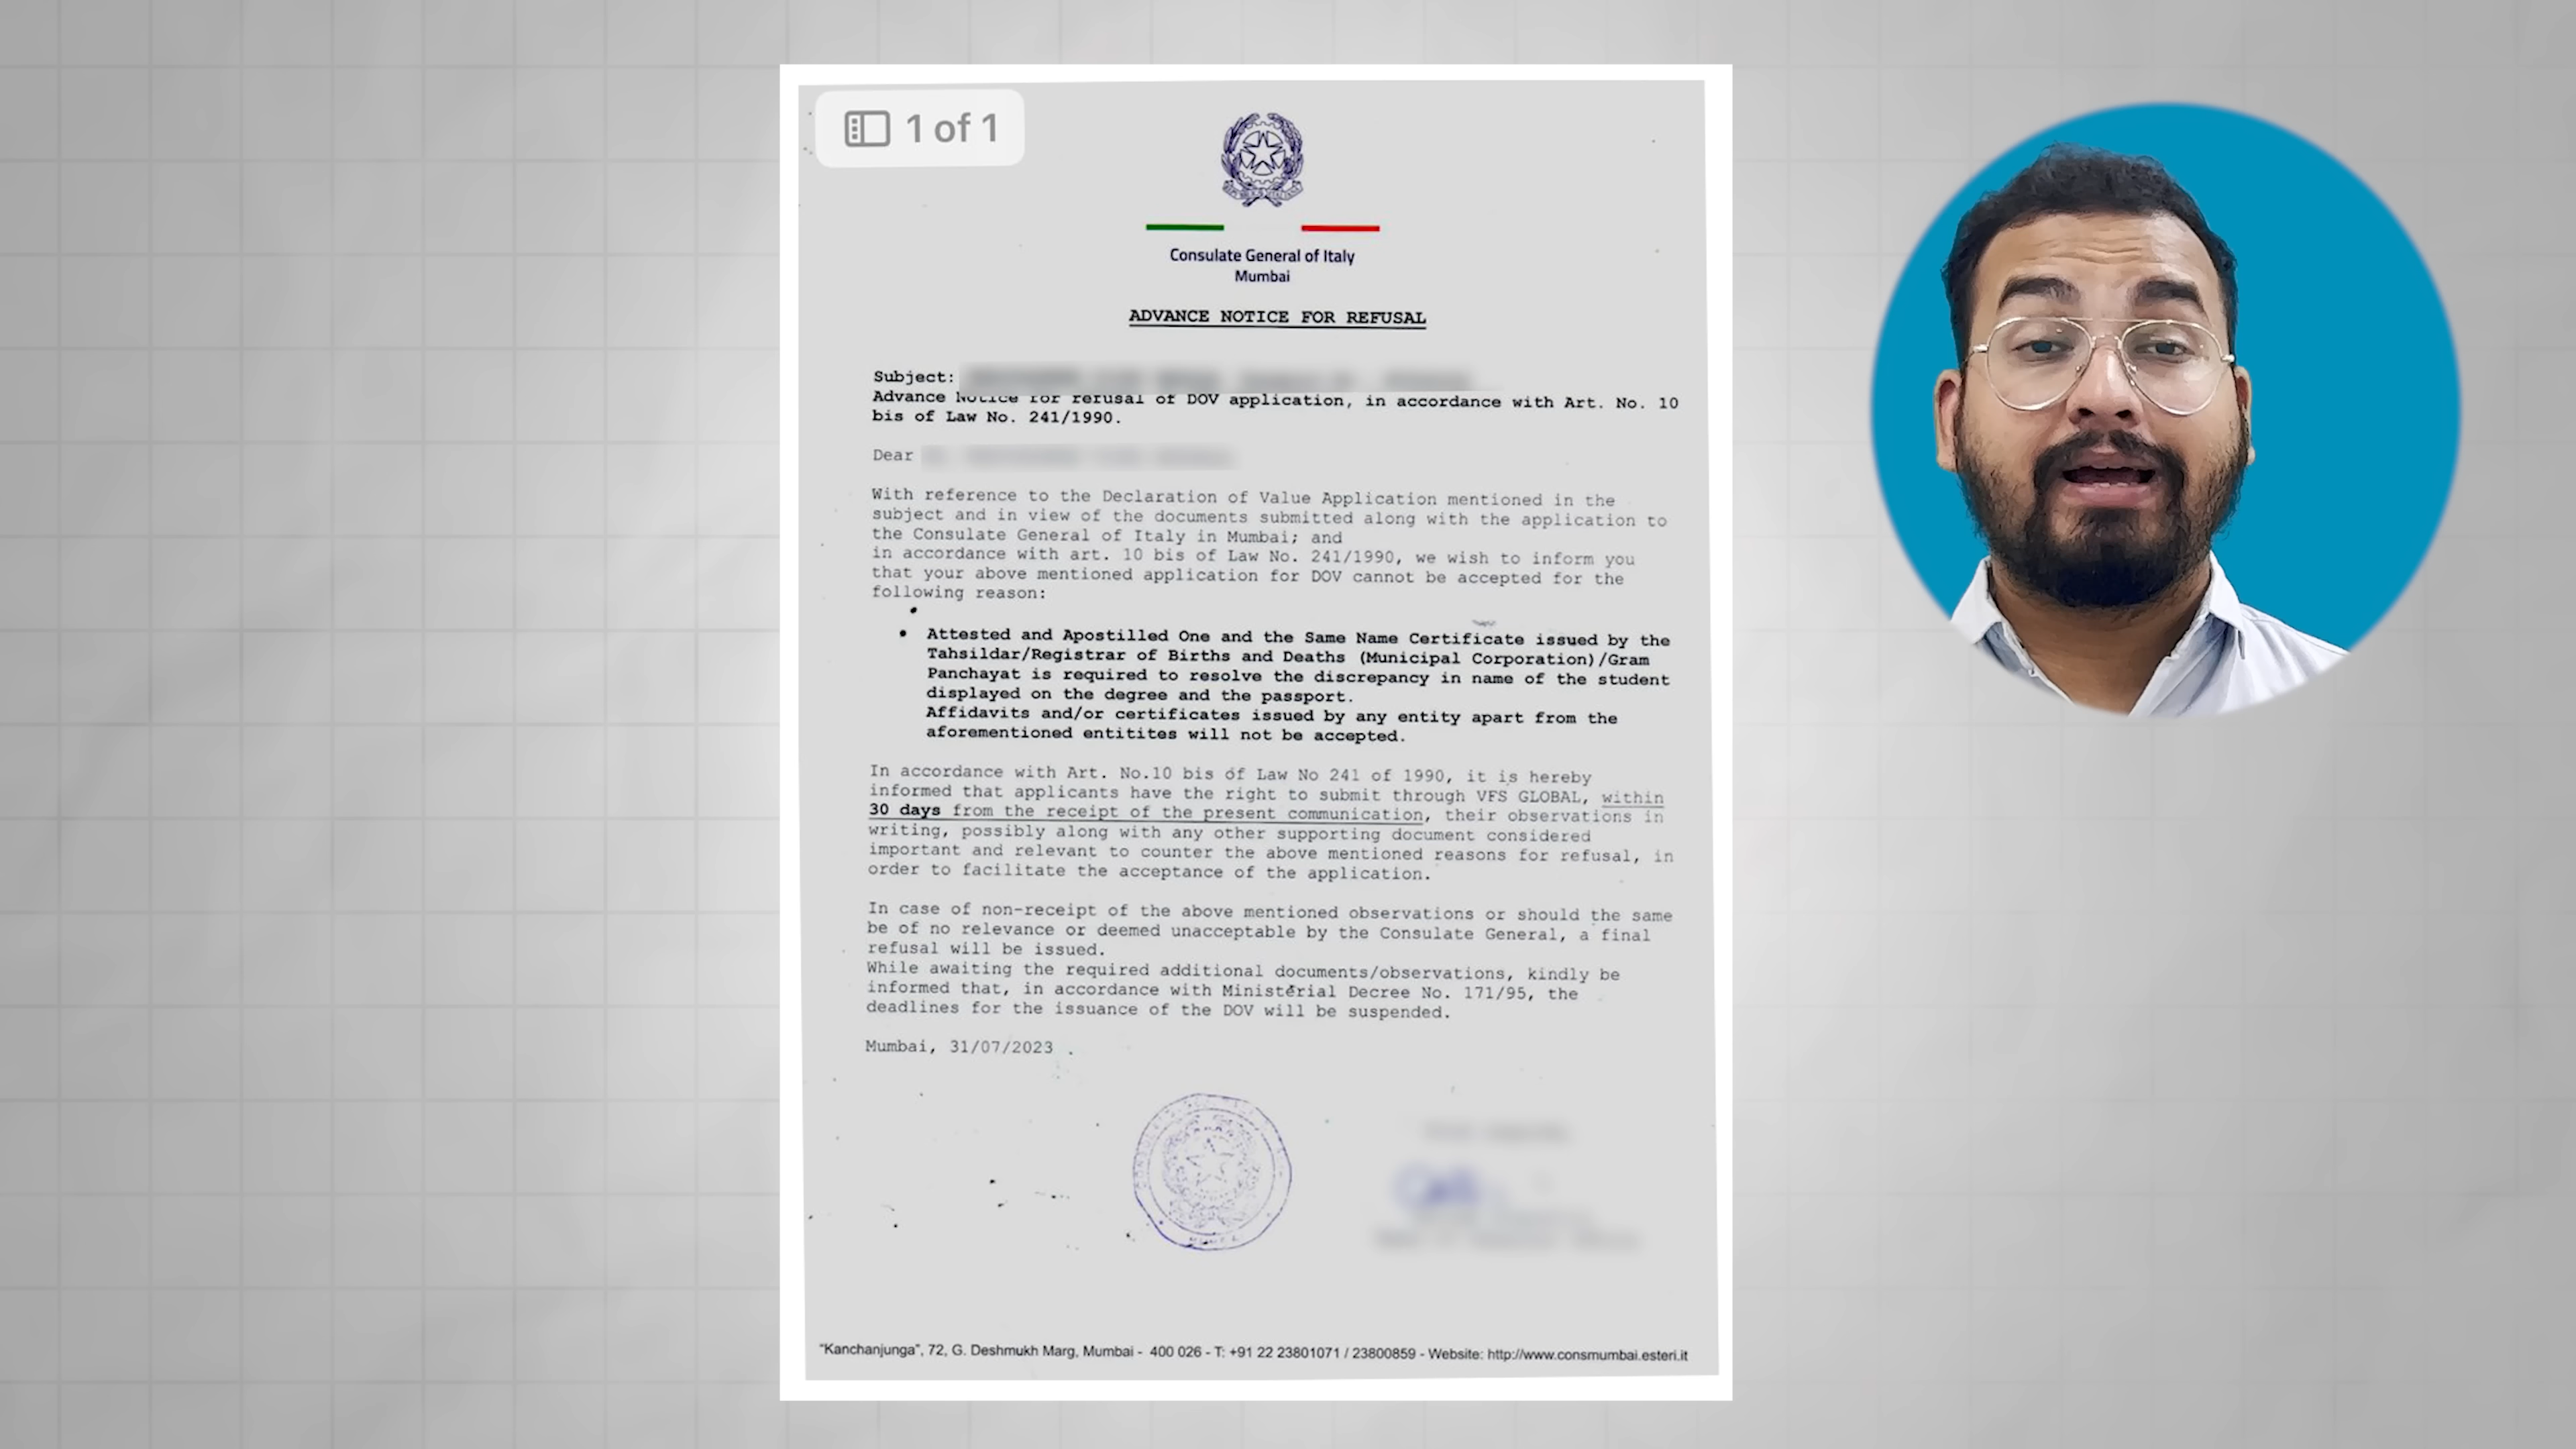 1 of 1
Consulate General of Italy
Mumbai
ADVANCE NOTICE FOR REFUSAL
Subject:
Advance Notice for refusal of DOV application, in accordance with Art. No. 10
bis of Law No. 241/1990.
Dear
With reference to the Declaration of Value Application mentioned in the
subject and in view of the documents submitted along with the application to
the Consulate General of Italy in Mumbai; and
in accordance with art. 10 bis of Law No. 241/1990, we wish to inform you
that your above mentioned application for DOV cannot be accepted for the
following reason:
•
• Attested and Apostilled One and the Same Name Certificate issued by the
Tahsildar/Registrar of Births and Deaths (Municipal Corporation)/Gram
Panchayat is required to resolve the discrepancy in name of the student
displayed on the degree and the passport.
Affidavits and/or certificates issued by any entity apart from the
aforementioned entitites will not be accepted.
In accordance with Art. No.10 bis of Law No 241 of 1990, it is hereby
informed that applicants have the right to submit through VFS GLOBAL, within
30 days from the receipt of the present communication, their observations in
writing, possibly along with any other supporting document considered
important and relevant to counter the above mentioned reasons for refusal, in
order to facilitate the acceptance of the application.
In case of non-receipt of the above mentioned observations or should the same
be of no relevance or deemed unacceptable by the Consulate General, a final
refusal will be issued.
While awaiting the required additional documents/observations, kindly be
informed that, in accordance with Ministerial Decree No. 171/95, the
deadlines for the issuance of the DOV will be suspended.
Mumbai, 31/07/2023 .
"Kanchanjunga", 72, G. Deshmukh Marg, Mumbai - 400 026 - T: +91 22 23801071 / 23800859 - Website: http://www.consmumbai.esteri.it